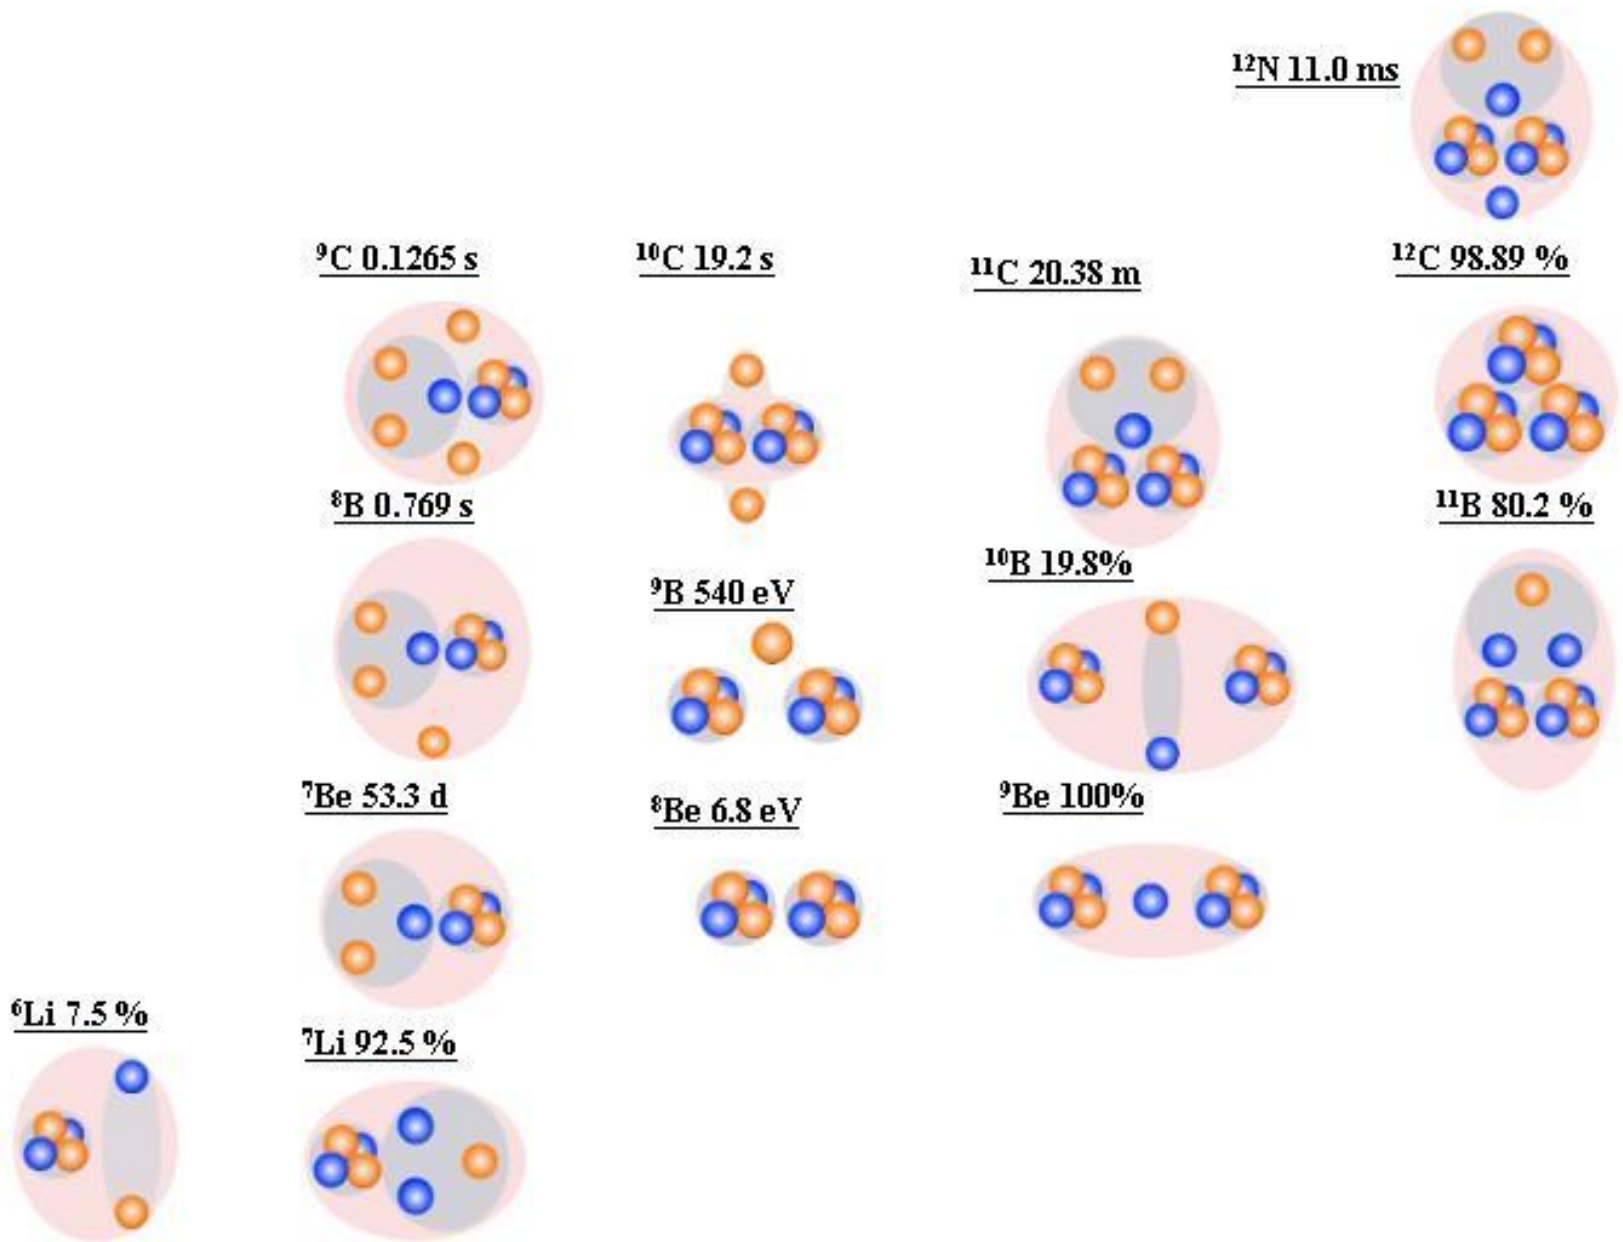 ¹²N 11.0 ms
⁹C 0.1265 s
¹⁰C 19.2 s
¹¹C 20.38 m
¹²C 98.89 %
⁸B 0.769 s
⁹B 540 eV
¹⁰B 19.8%
¹¹B 80.2 %
⁷Be 53.3 d
⁸Be 6.8 eV
⁹Be 100%
⁶Li 7.5 %
⁷Li 92.5 %